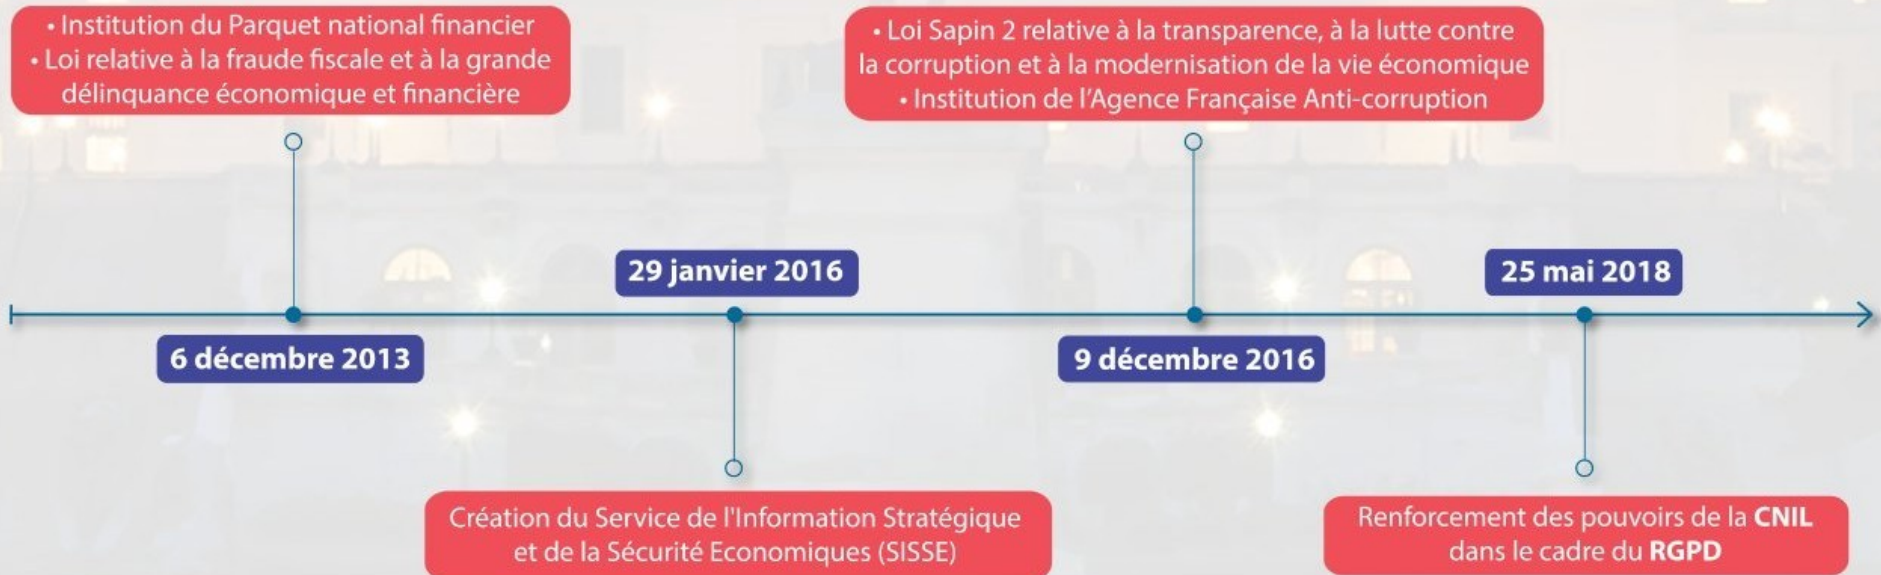 • Institution du Parquet national financier
• Loi relative à la fraude fiscale et à la grande
délinquance économique et financière
• Loi Sapin 2 relative à la transparence, à la lutte contre
la corruption et à la modernisation de la vie économique
• Institution de l'Agence Française Anti-corruption
29 janvier 2016
25 mai 2018
6 décembre 2013
9 décembre 2016
Création du Service de l'Information Stratégique
et de la Sécurité Economiques (SISSE)
Renforcement des pouvoirs de la CNIL
dans le cadre du RGPD